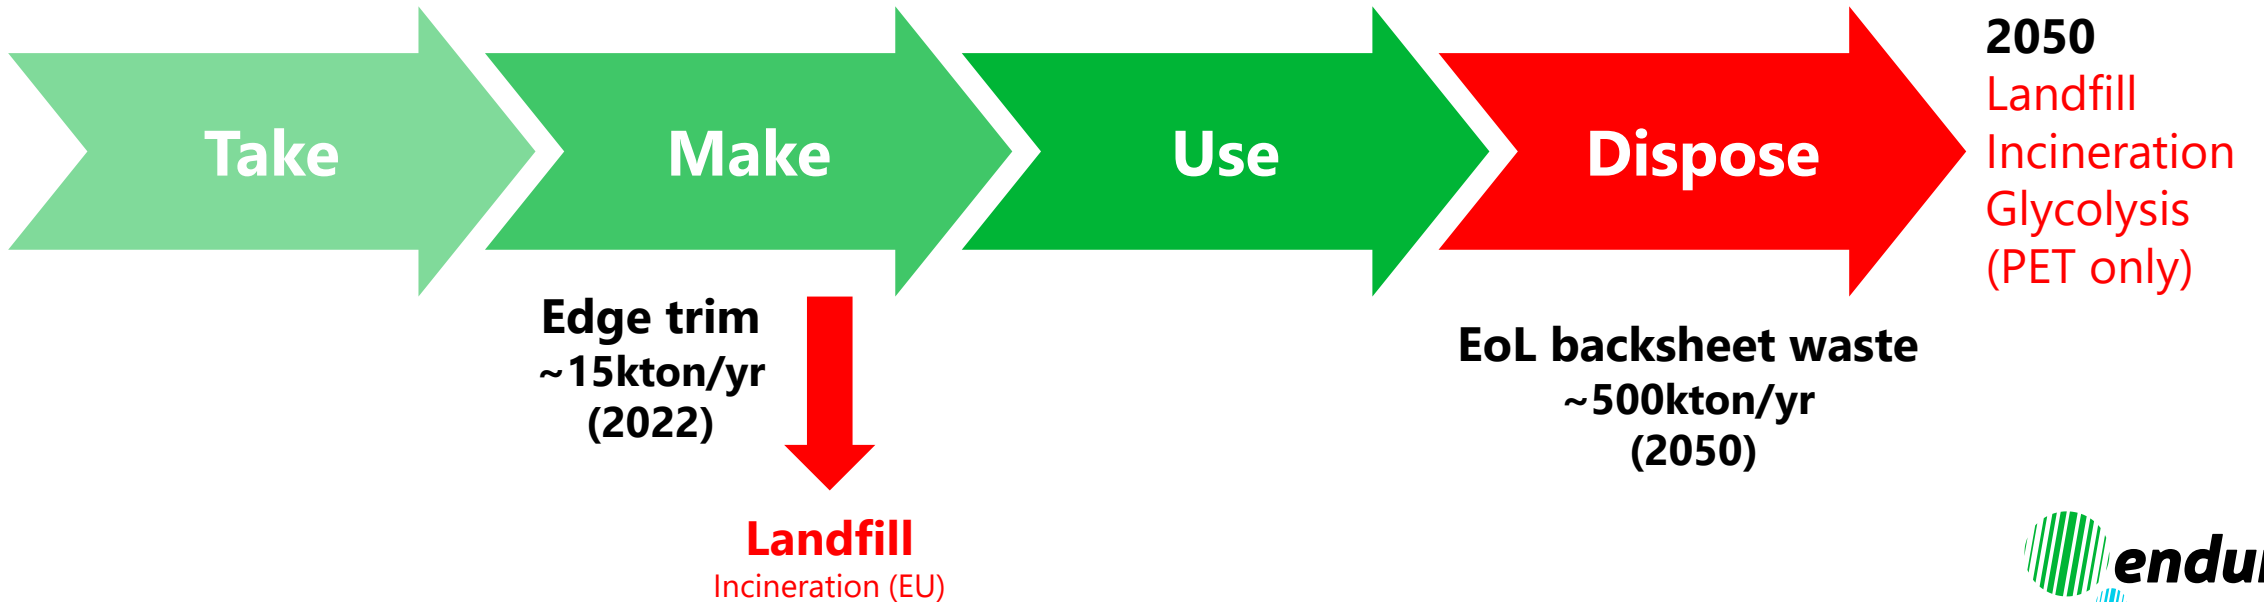 Take
Make
Use
Dispose
2050
Landfill
Incineration
Glycolysis
(PET only)
Edge trim
~15kton/yr
(2022)
EoL backsheet waste
~500kton/yr
(2050)
Landfill
Incineration (EU)